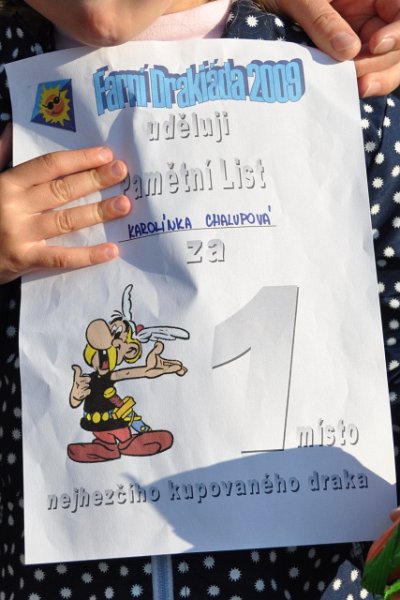 Farní Drakiáda 2009
uděluji
Pamětní List
KAROLÍNKA CHALUPOVÁ
za
1
místo
nejhezčího kupovaného draka